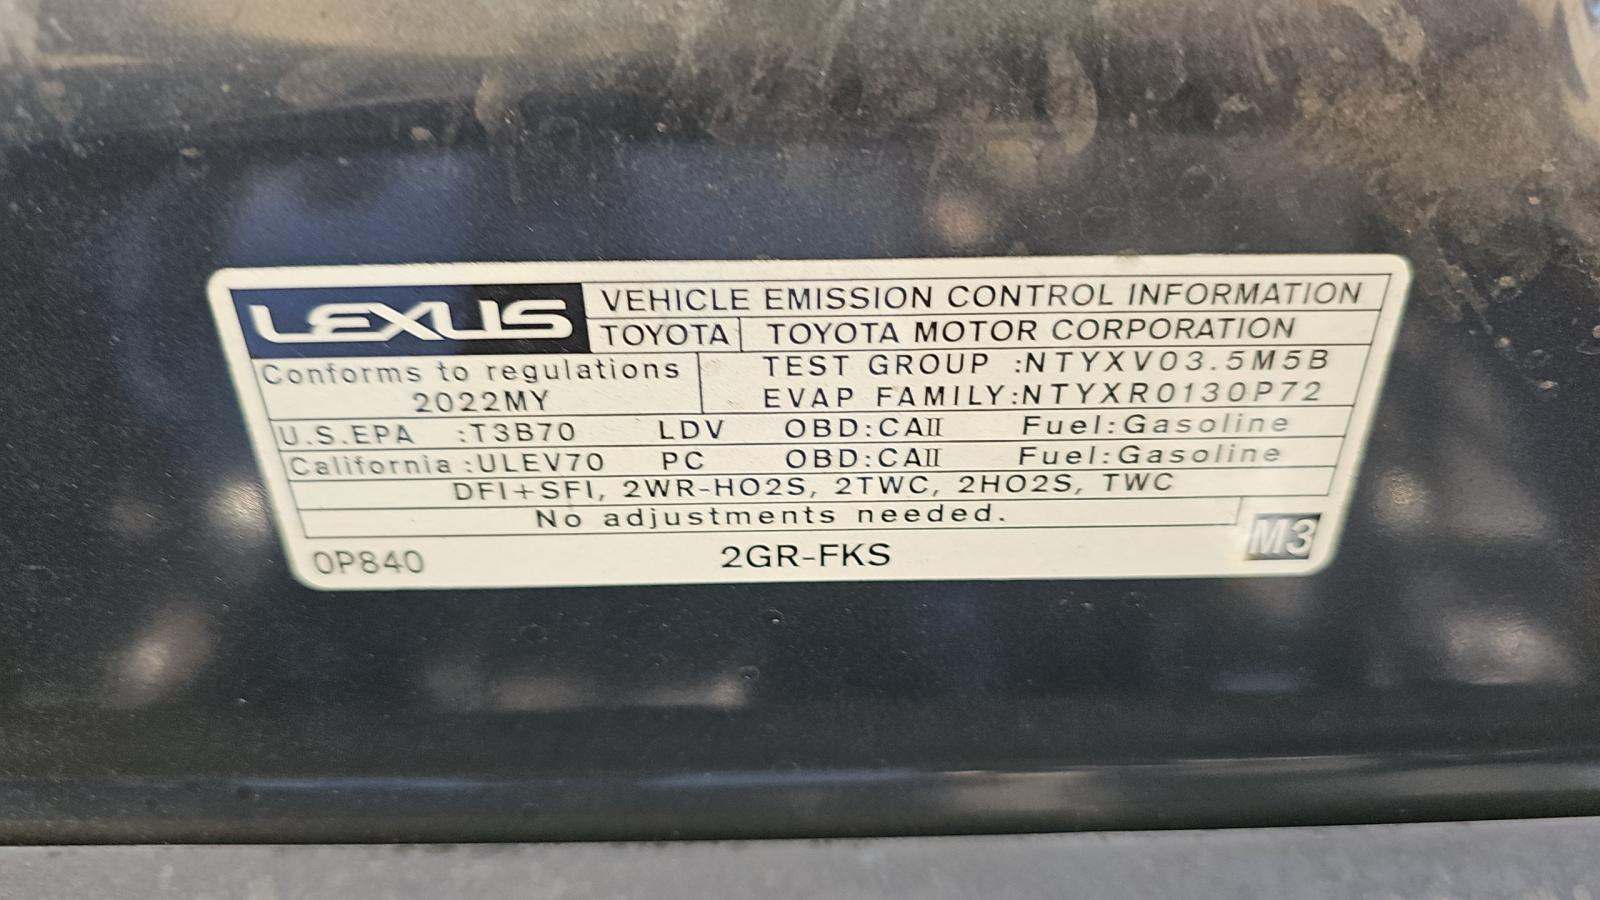 LEXUS VEHICLE EMISSION CONTROL INFORMATION
TOYOTA TOYOTA MOTOR CORPORATION
Conforms to regulations TEST GROUP :NTYXV03.5M5B
2022MY EVAP FAMILY:NTYXR0130P72
U.S.EPA :T3B70 LDV OBD:CAII Fuel:Gasoline
California:ULEV70 PC OBD:CAII Fuel:Gasoline
DFI+SFI, 2WR-HO2S, 2TWC, 2HO2S, TWC
No adjustments needed.
0P840 2GR-FKS M3